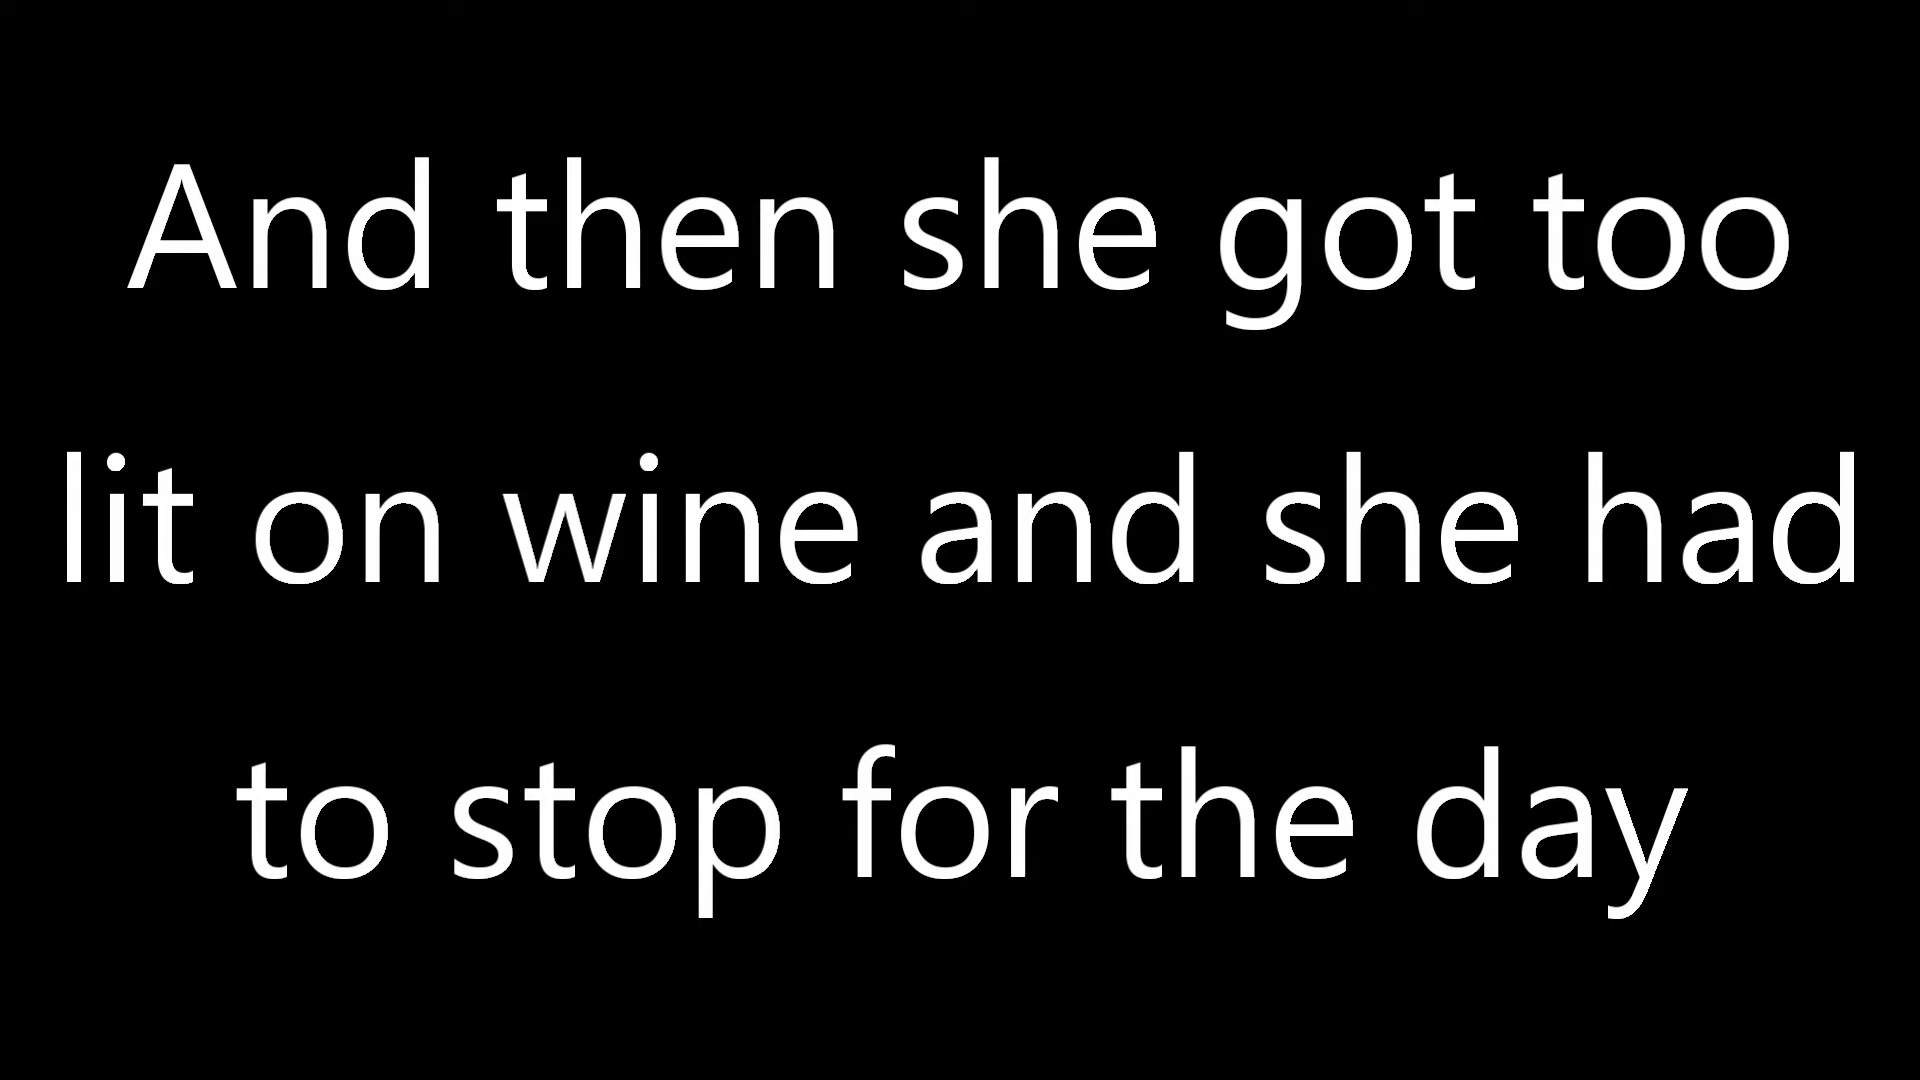 And then she got too
lit on wine and she had
to stop for the day